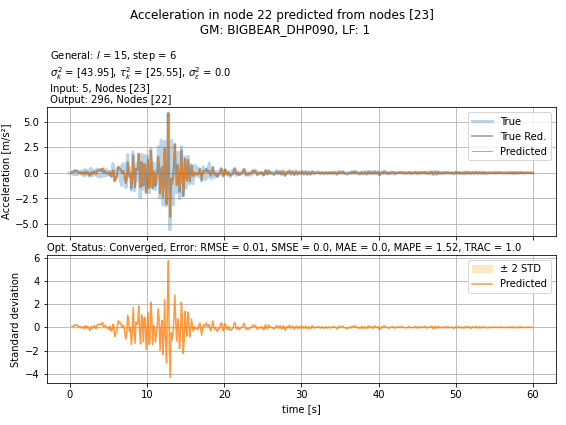 Acceleration in node 22 predicted from nodes [23]
GM: BIGBEAR_DHP090, LF: 1
General: l = 15, step = 6
σ²ₖ = [43.95], τ²ₖ = [25.55], σ²ₑ = 0.0
Input: 5, Nodes [23]
Output: 296, Nodes [22]
Acceleration [m/s²]
5.0
2.5
0.0
−2.5
−5.0
True
True Red.
Predicted
Opt. Status: Converged, Error: RMSE = 0.01, SMSE = 0.0, MAE = 0.0, MAPE = 1.52, TRAC = 1.0
Standard deviation
6
4
2
0
−2
−4
± 2 STD
Predicted
0 10 20 30 40 50 60
time [s]